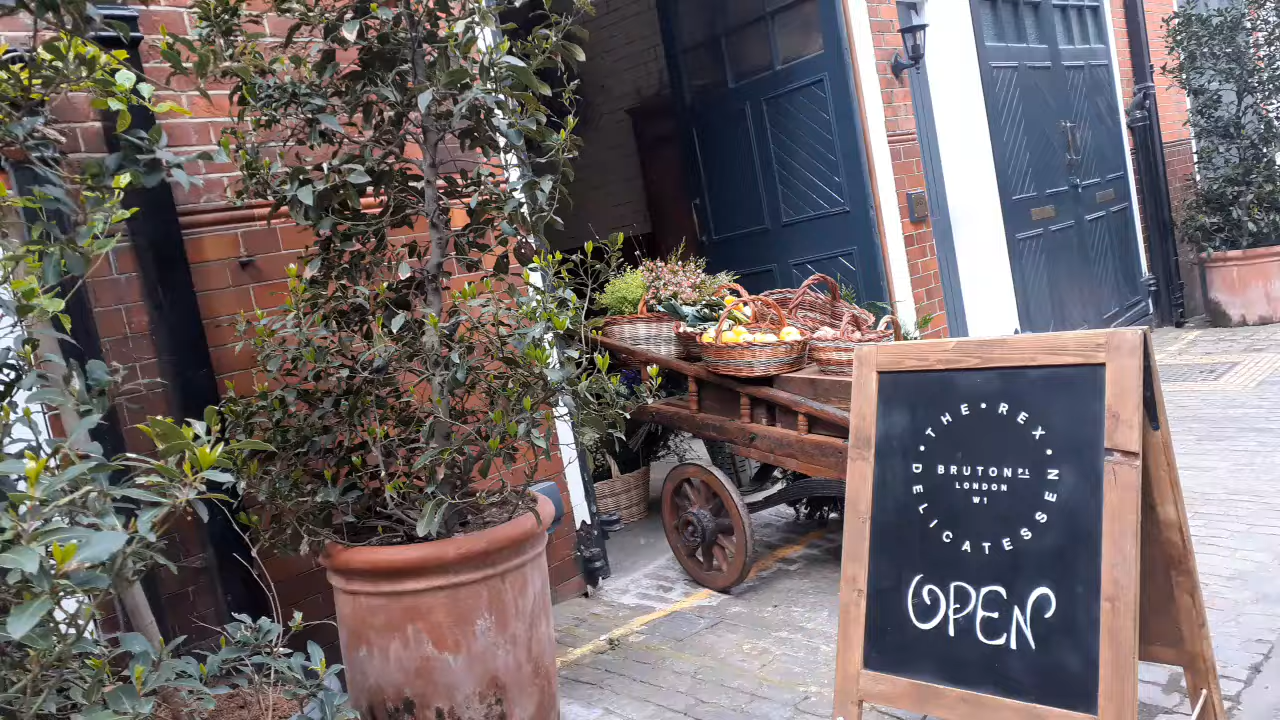 THE • REX •
DELICATESSEN •
BRUTON PL
LONDON
W1
OPEN